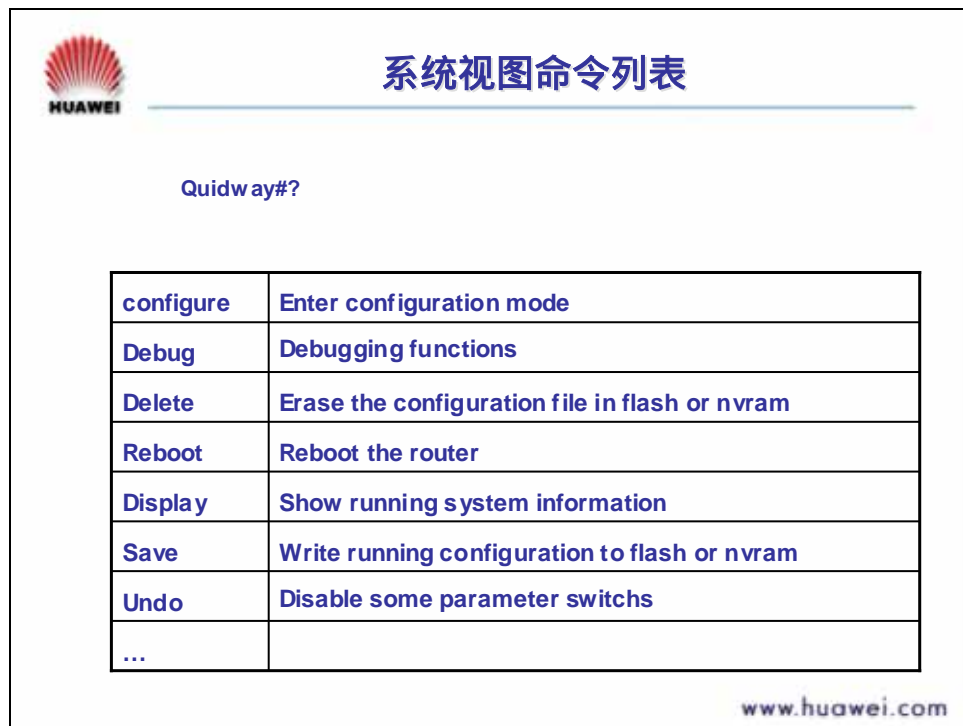 HUAWEI
系统视图命令列表
Quidway#?
configure Enter configuration mode
Debug Debugging functions
Delete Erase the configuration file in flash or nvram
Reboot Reboot the router
Display Show running system information
Save Write running configuration to flash or nvram
Undo Disable some parameter switchs
...
www.huawei.com